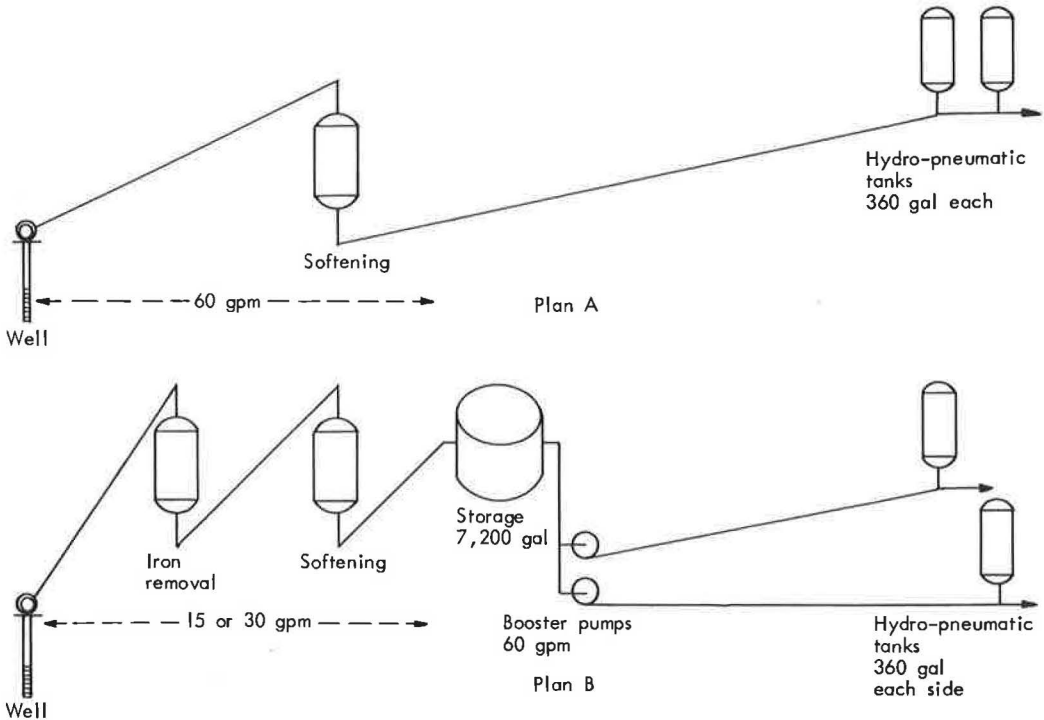 Hydro-pneumatic
tanks
360 gal each
Softening
60 gpm
Plan A
Well
Storage
7,200 gal
Iron
removal
Softening
15 or 30 gpm
Booster pumps
60 gpm
Hydro-pneumatic
tanks
360 gal
each side
Plan B
Well